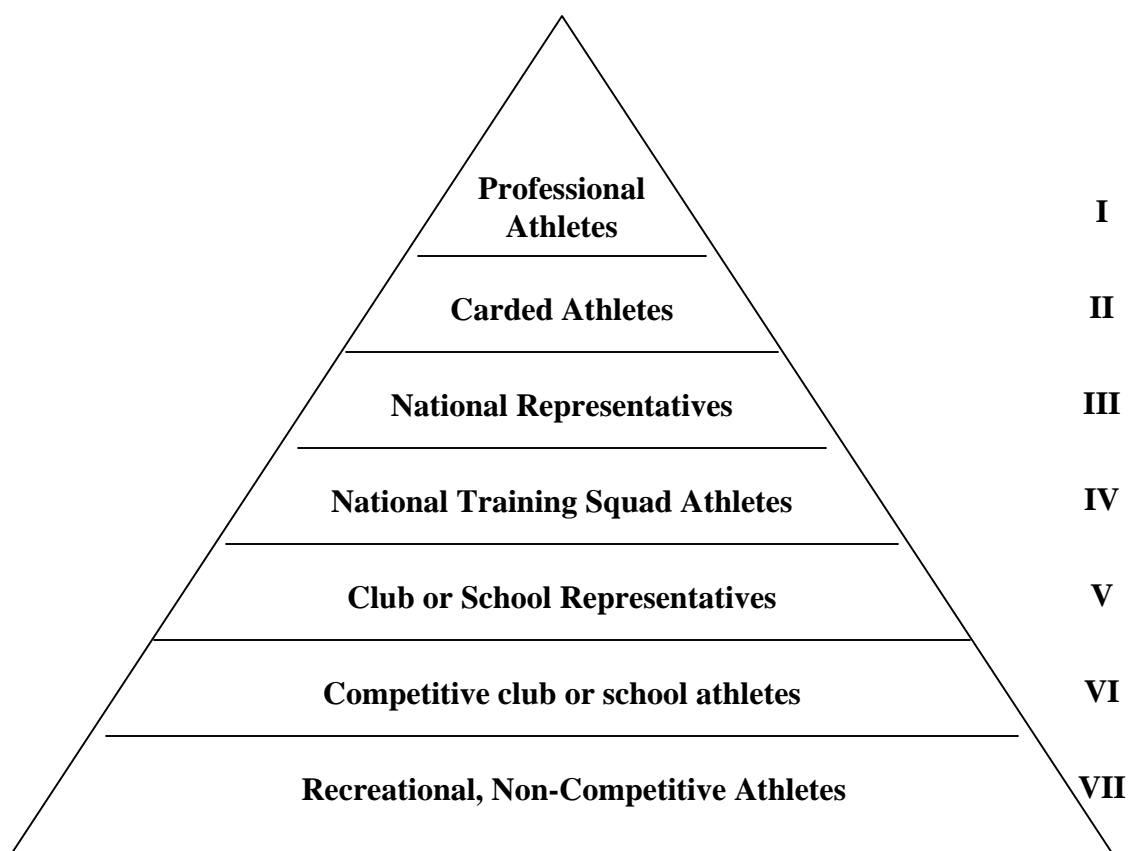 Professional
Athletes
I
Carded Athletes
II
National Representatives
III
National Training Squad Athletes
IV
Club or School Representatives
V
Competitive club or school athletes
VI
Recreational, Non-Competitive Athletes
VII